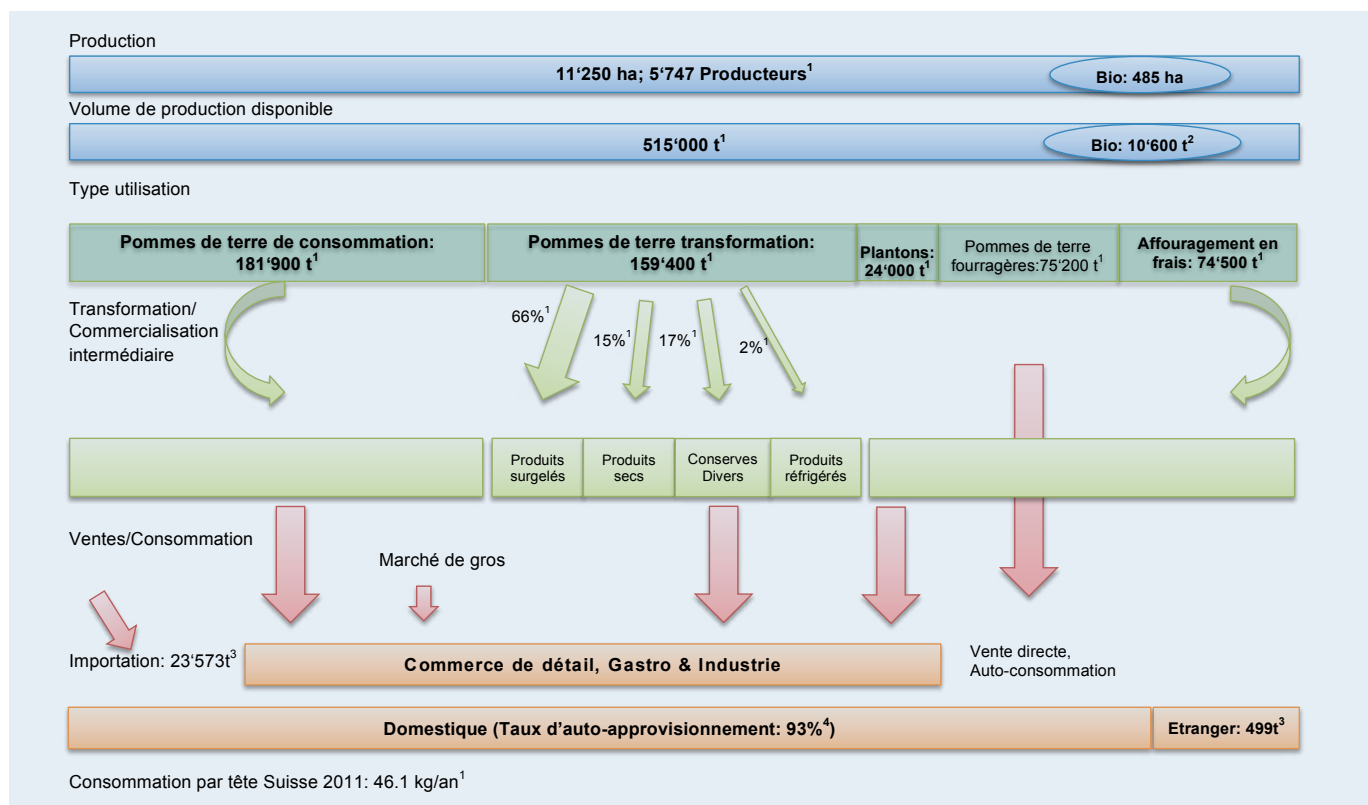 Production
11‘250 ha; 5‘747 Producteurs¹
Bio: 485 ha
Volume de production disponible
515‘000 t¹
Bio: 10‘600 t²
Type utilisation
Pommes de terre de consommation:
181‘900 t¹
Pommes de terre transformation:
159‘400 t¹
Plantons:
24‘000 t¹
Pommes de terre
fourragères:75‘200 t¹
Affouragement en
frais: 74‘500 t¹
Transformation/
Commercialisation
intermédiaire
66%¹
15%¹
17%¹
2%¹
Produits
surgelés
Produits
secs
Conserves
Divers
Produits
réfrigérés
Ventes/Consommation
Marché de gros
Importation: 23‘573t³
Commerce de détail, Gastro & Industrie
Vente directe,
Auto-consommation
Domestique (Taux d’auto-approvisionnement: 93%⁴)
Etranger: 499t³
Consommation par tête Suisse 2011: 46.1 kg/an¹